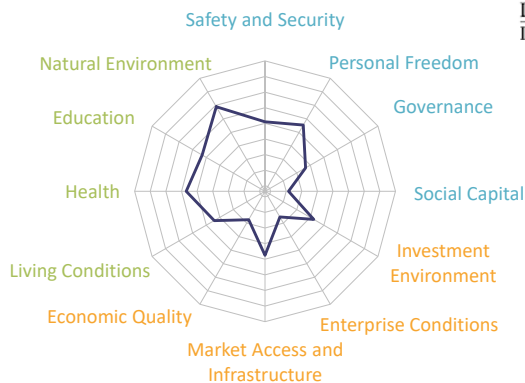 Safety and Security
Natural Environment
Personal Freedom
Education
Governance
Health
Social Capital
Investment
Environment
Living Conditions
Economic Quality
Enterprise Conditions
Market Access and
Infrastructure